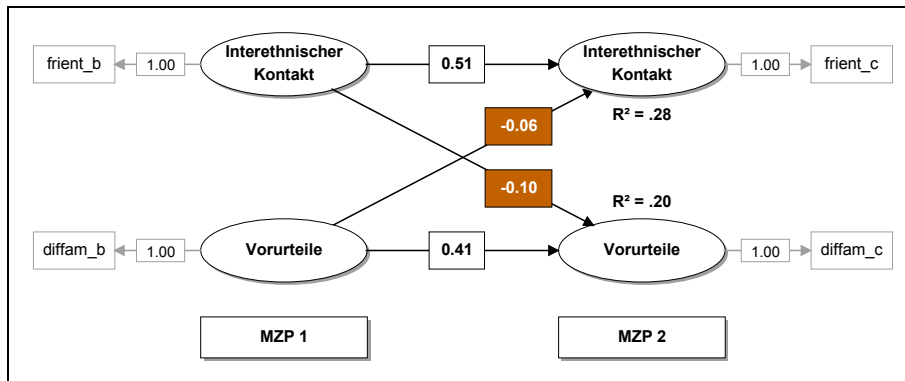 frient_b
1.00
Interethnischer
Kontakt
0.51
Interethnischer
Kontakt
1.00
frient_c
-0.06
R² = .28
-0.10
R² = .20
diffam_b
1.00
Vorurteile
0.41
Vorurteile
1.00
diffam_c
MZP 1
MZP 2